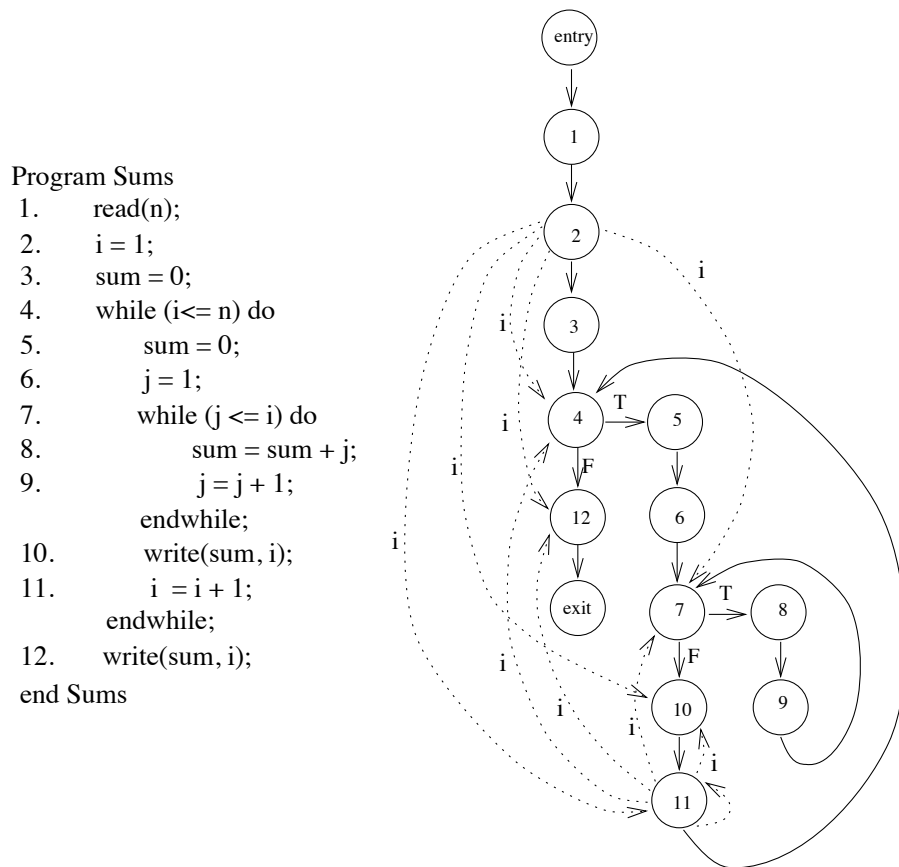 Program Sums
1. read(n);
2. i = 1;
3. sum = 0;
4. while (i<= n) do
5. sum = 0;
6. j = 1;
7. while (j <= i) do
8. sum = sum + j;
9. j = j + 1;
endwhile;
10. write(sum, i);
11. i = i + 1;
endwhile;
12. write(sum, i);
end Sums
entry
1
2
i
3
i
4
T
5
i
F
i
12
6
i
exit
7
T
8
F
i
10
9
i
i
i
11